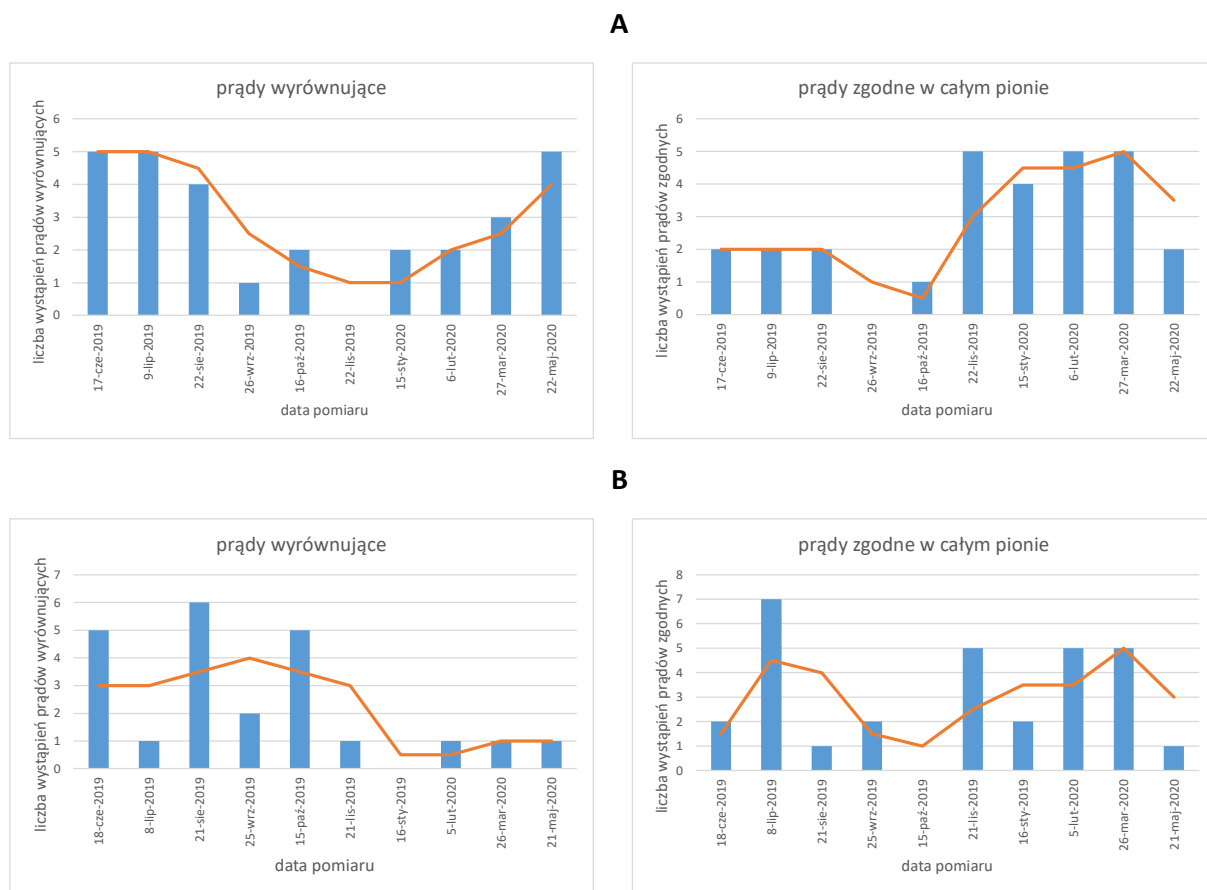 A
prądy wyrównujące
liczba wystąpień prądów wyrównujących
6
5
4
3
2
1
0
17-cze-2019
9-lip-2019
22-sie-2019
26-wrz-2019
16-paź-2019
22-lis-2019
15-sty-2020
6-lut-2020
27-mar-2020
22-maj-2020
data pomiaru
prądy zgodne w całym pionie
liczba wystąpień prądów zgodnych
6
5
4
3
2
1
0
17-cze-2019
9-lip-2019
22-sie-2019
26-wrz-2019
16-paź-2019
22-lis-2019
15-sty-2020
6-lut-2020
27-mar-2020
22-maj-2020
data pomiaru
B
prądy wyrównujące
liczba wystąpień prądów wyrównujących
7
6
5
4
3
2
1
0
18-cze-2019
8-lip-2019
21-sie-2019
25-wrz-2019
15-paź-2019
21-lis-2019
16-sty-2019
5-lut-2020
26-mar-2020
21-maj-2020
data pomiaru
prądy zgodne w całym pionie
liczba wystąpień prądów zgodnych
8
7
6
5
4
3
2
1
0
18-cze-2019
8-lip-2019
21-sie-2019
25-wrz-2019
15-paź-2019
21-lis-2019
16-sty-2020
5-lut-2020
26-mar-2020
21-maj-2020
data pomiaru